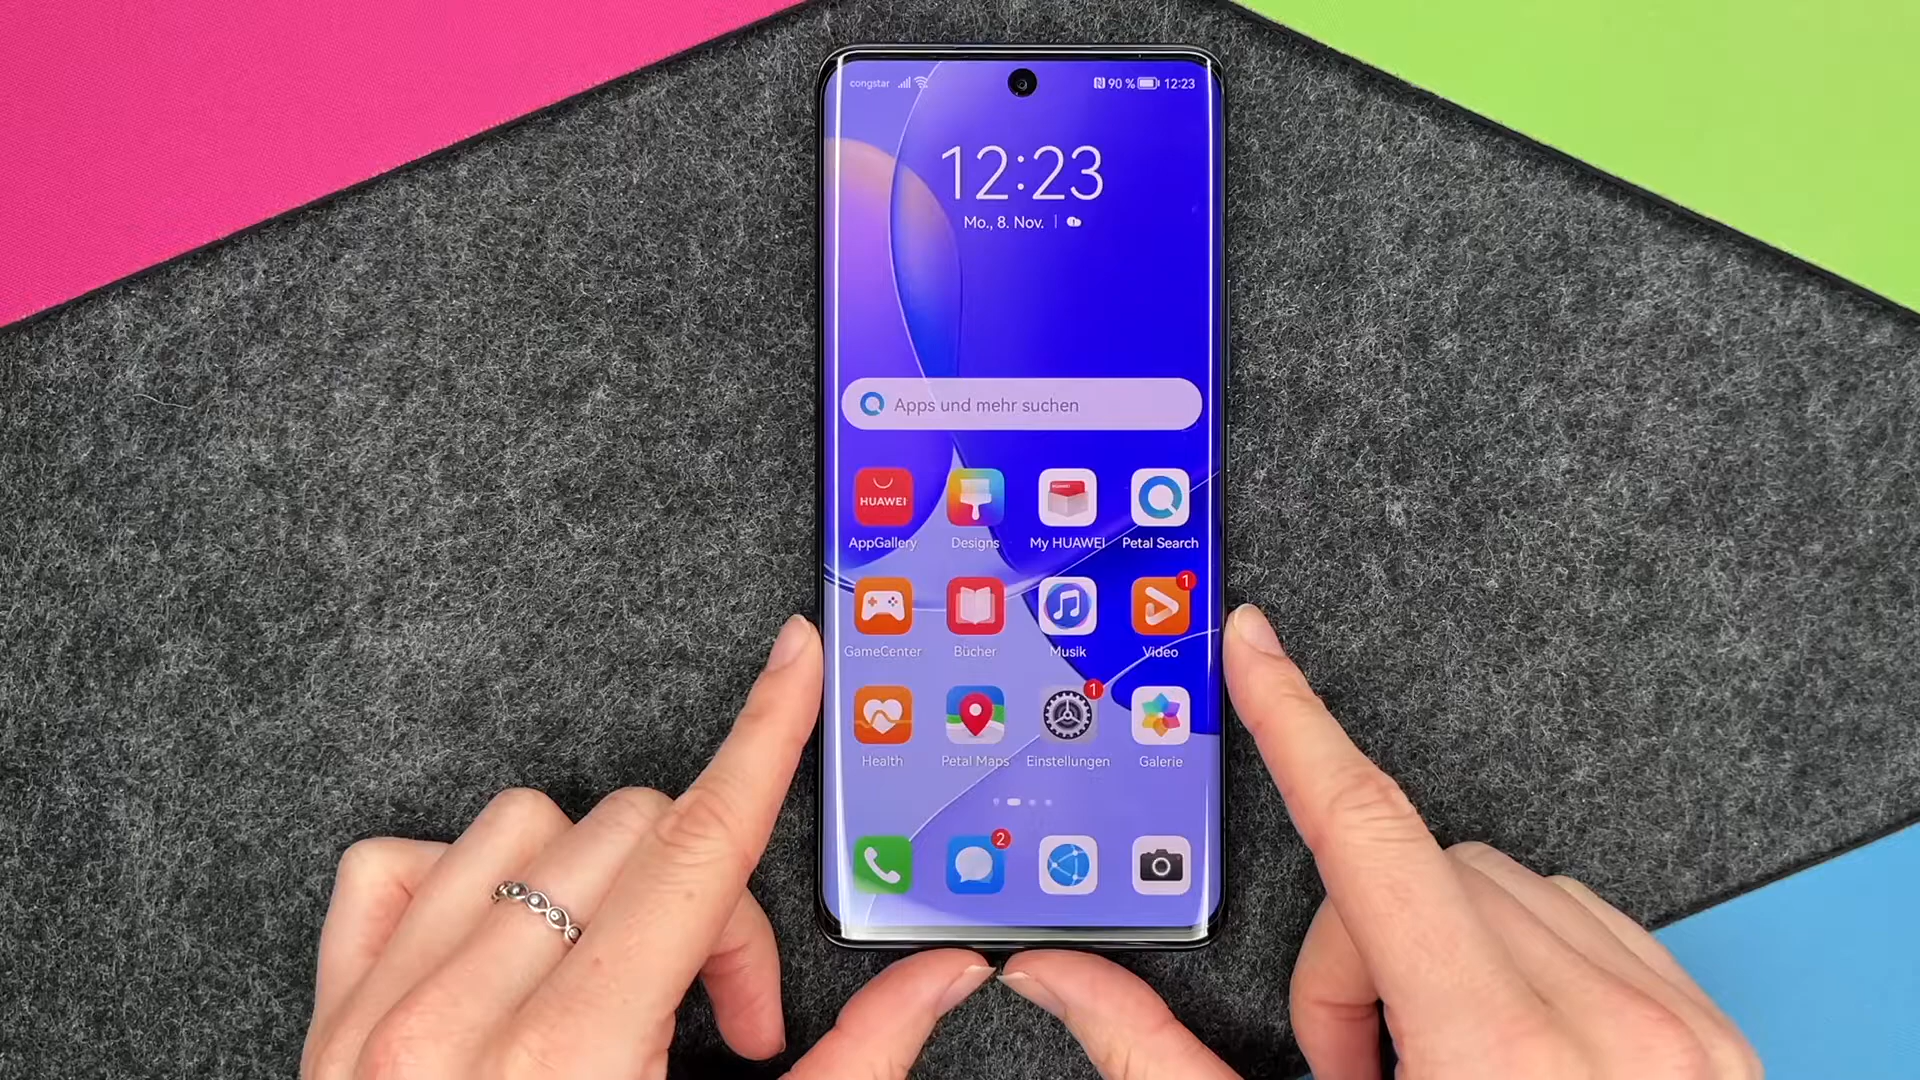 congstar 90 % 12:23
12:23
Mo., 8. Nov.
Apps und mehr suchen
HUAWEI
HUAWEI
AppGallery Designs My HUAWEI Petal Search
1
GameCenter Bücher Musik Video
1
Health Petal Maps Einstellungen Galerie
2